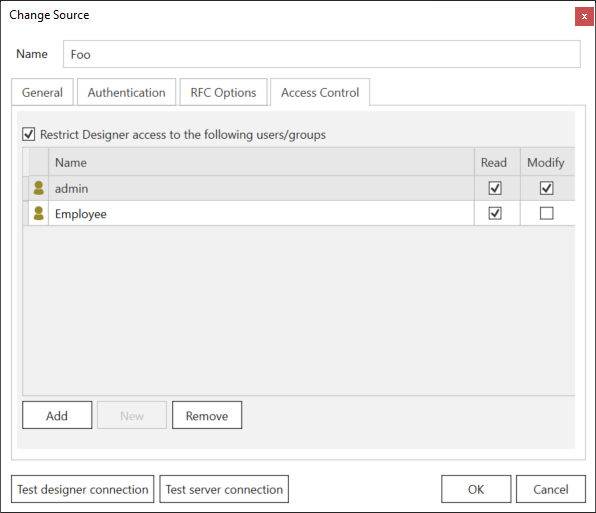 Change Source
x
Name Foo
General Authentication RFC Options Access Control
Restrict Designer access to the following users/groups
Name Read Modify
admin
Employee
Add New Remove
Test designer connection Test server connection OK Cancel